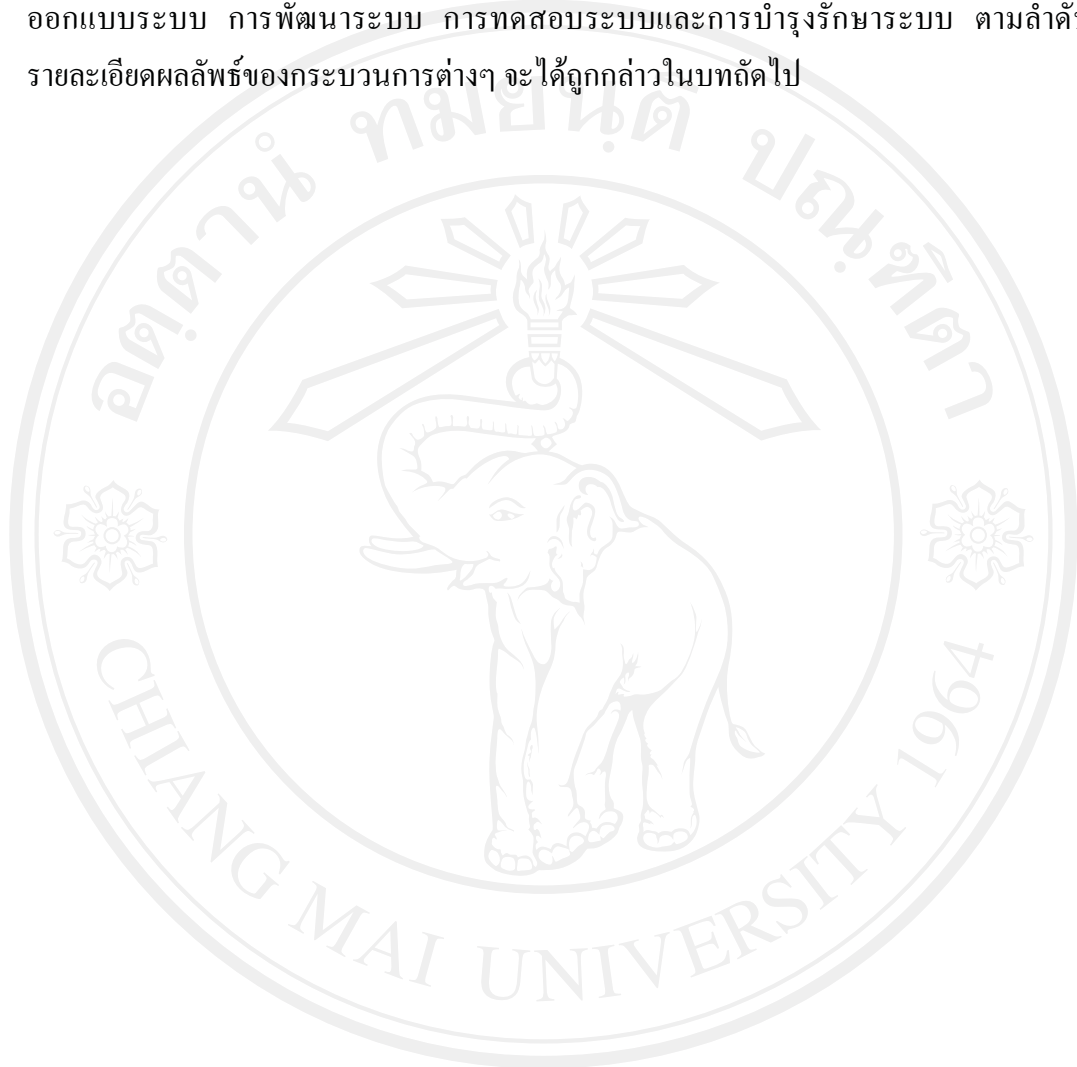 ออกแบบระบบ การพัฒนาระบบ การทดสอบระบบและการบำรุงรักษาระบบ ตามลำดับ
รายละเอียดผลลัพธ์ของกระบวนการต่างๆ จะได้ถูกกล่าวในบทถัดไป
อตฺตานํ ทมยนฺติ ปณฺฑิตา
CHIANG MAI UNIVERSITY 1964